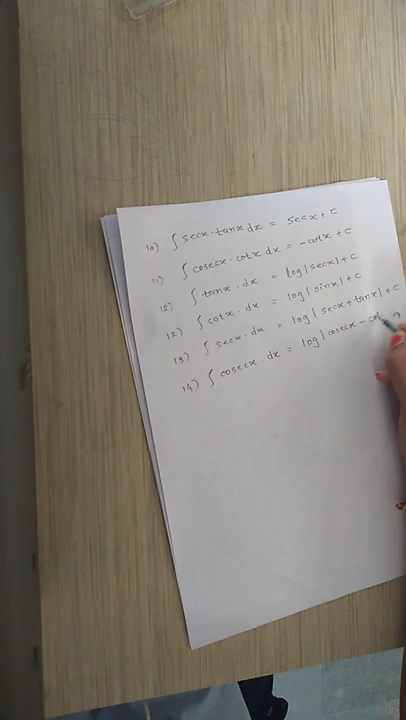 10) ∫ secx · tanx dx = secx + c
11) ∫ cosecx · cotx dx = -cotx + c
12) ∫ tanx · dx = log|secx| + c
12) ∫ cotx · dx = log|sinx| + c
13) ∫ secx · dx = log|secx + tanx| + c
14) ∫ cosecx · dx = log|cosecx - cot